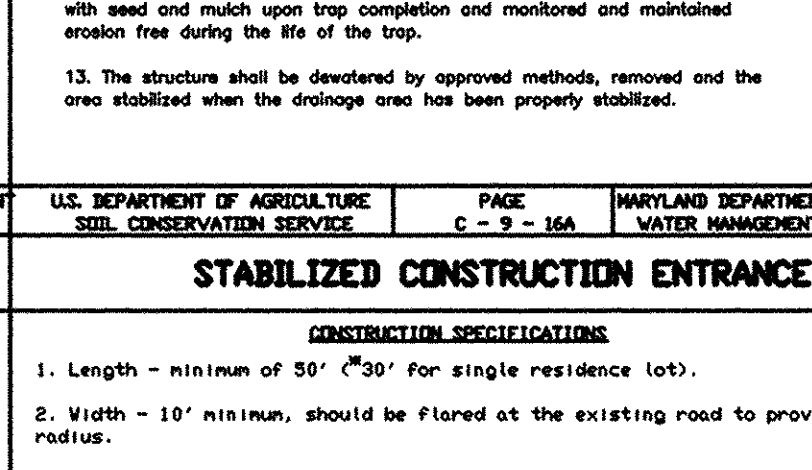 with seed and mulch upon trap completion and monitored and maintained
erosion free during the life of the trap.
13. The structure shall be dewatered by approved methods, removed and the
area stabilized when the drainage area has been properly stabilized.
U.S. DEPARTMENT OF AGRICULTURE PAGE MARYLAND
SOIL CONSERVATION SERVICE C - 9 - 16A WATER
STABILIZED CONSTRUCTION ENTRANCE
CONSTRUCTION SPECIFICATIONS
1. Length - minimum of 50' (*30' for single residence lot).
2. Width - 10' minimum, should be flared at the existing road to
radius.